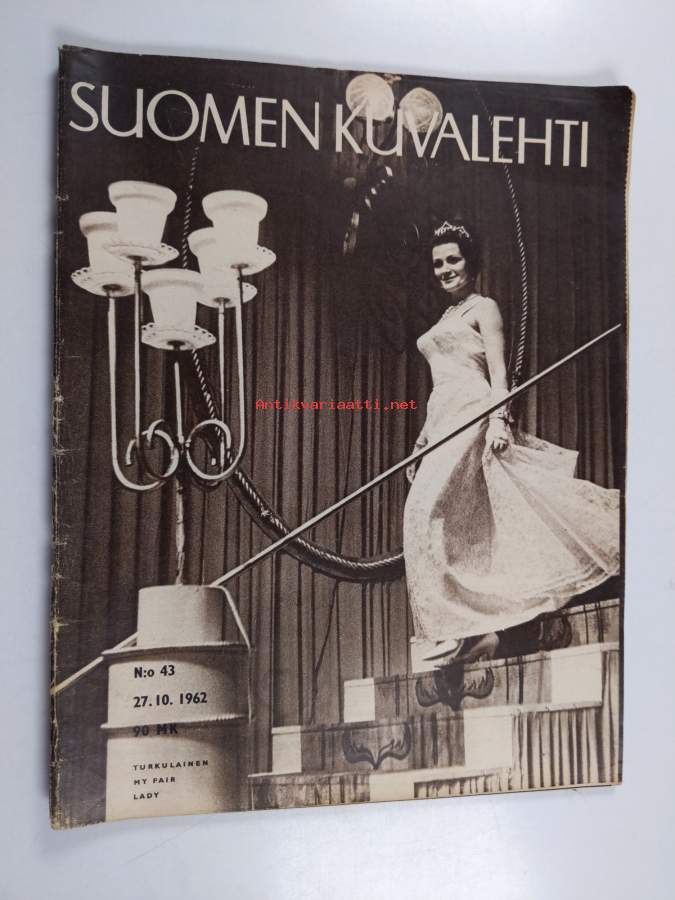 SUOMEN KUVALEHTI
Antikvariaatti.net
N:o 43
27.10.1962
90 MK
TURKULAINEN
MY FAIR
LADY